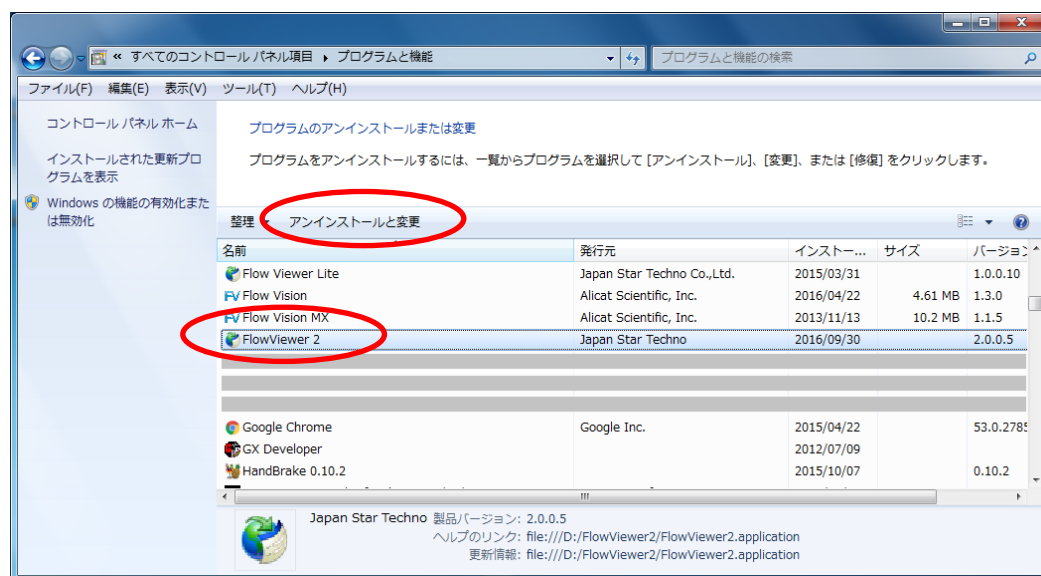 « すべてのコントロール パネル項目 ▸ プログラムと機能
プログラムと機能の検索
ファイル(F) 編集(E) 表示(V) ツール(T) ヘルプ(H)
コントロール パネル ホーム
インストールされた更新プロ
グラムを表示
Windows の機能の有効化また
は無効化
プログラムのアンインストールまたは変更
プログラムをアンインストールするには、一覧からプログラムを選択して [アンインストール]、[変更]、または [修復] をクリックします。
整理 アンインストールと変更
名前 発行元 インストー... サイズ バージョン
Flow Viewer Lite Japan Star Techno Co.,Ltd. 2015/03/31 1.0.0.10
FV Flow Vision Alicat Scientific, Inc. 2016/04/22 4.61 MB 1.3.0
FV Flow Vision MX Alicat Scientific, Inc. 2013/11/13 10.2 MB 1.1.5
FlowViewer 2 Japan Star Techno 2016/09/30 2.0.0.5
Google Chrome Google Inc. 2015/04/22 53.0.2785
GX Developer 2012/07/09
HandBrake 0.10.2 2015/10/07 0.10.2
Japan Star Techno 製品バージョン: 2.0.0.5
ヘルプのリンク: file:///D:/FlowViewer2/FlowViewer2.application
更新情報: file:///D:/FlowViewer2/FlowViewer2.application